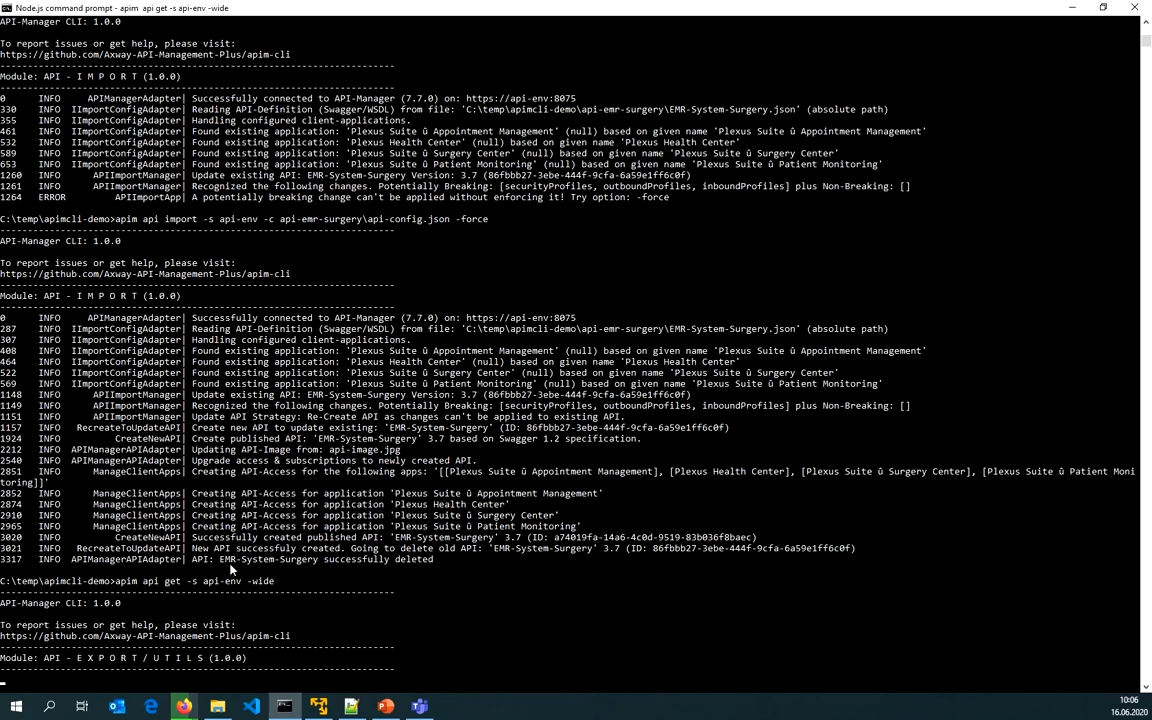 Node.js command prompt - apim  api get -s api-env -wide
API-Manager CLI: 1.0.0
To report issues or get help, please visit:
https://github.com/Axway-API-Management-Plus/apim-cli
--------------------------------------------------------------------------------
Module: API - I M P O R T (1.0.0)
--------------------------------------------------------------------------------
0      INFO      APIManagerAdapter| Successfully connected to API-Manager (7.7.0) on: https://api-env:8075
330    INFO   IImportConfigAdapter| Reading API-Definition (Swagger/WSDL) from file: 'C:\temp\apimcli-demo\api-emr-surgery\EMR-System-Surgery.json' (absolute path)
355    INFO   IImportConfigAdapter| Handling configured client-applications.
461    INFO   IImportConfigAdapter| Found existing application: 'Plexus Suite û Appointment Management' (null) based on given name 'Plexus Suite û Appointment Management'
532    INFO   IImportConfigAdapter| Found existing application: 'Plexus Health Center' (null) based on given name 'Plexus Health Center'
589    INFO   IImportConfigAdapter| Found existing application: 'Plexus Suite û Surgery Center' (null) based on given name 'Plexus Suite û Surgery Center'
653    INFO   IImportConfigAdapter| Found existing application: 'Plexus Suite û Patient Monitoring' (null) based on given name 'Plexus Suite û Patient Monitoring'
1260   INFO       APIImportManager| Update existing API: EMR-System-Surgery Version: 3.7 (86fbbb27-3ebe-444f-9cfa-6a59e1ff6c0f)
1261   INFO       APIImportManager| Recognized the following changes. Potentially Breaking: [securityProfiles, outboundProfiles, inboundProfiles] plus Non-Breaking: []
1264   ERROR          APIImportApp| A potentially breaking change can't be applied without enforcing it! Try option: -force
C:\temp\apimcli-demo>apim api import -s api-env -c api-emr-surgery\api-config.json -force
--------------------------------------------------------------------------------
API-Manager CLI: 1.0.0
To report issues or get help, please visit:
https://github.com/Axway-API-Management-Plus/apim-cli
--------------------------------------------------------------------------------
Module: API - I M P O R T (1.0.0)
--------------------------------------------------------------------------------
0      INFO      APIManagerAdapter| Successfully connected to API-Manager (7.7.0) on: https://api-env:8075
287    INFO   IImportConfigAdapter| Reading API-Definition (Swagger/WSDL) from file: 'C:\temp\apimcli-demo\api-emr-surgery\EMR-System-Surgery.json' (absolute path)
307    INFO   IImportConfigAdapter| Handling configured client-applications.
408    INFO   IImportConfigAdapter| Found existing application: 'Plexus Suite û Appointment Management' (null) based on given name 'Plexus Suite û Appointment Management'
464    INFO   IImportConfigAdapter| Found existing application: 'Plexus Health Center' (null) based on given name 'Plexus Health Center'
522    INFO   IImportConfigAdapter| Found existing application: 'Plexus Suite û Surgery Center' (null) based on given name 'Plexus Suite û Surgery Center'
569    INFO   IImportConfigAdapter| Found existing application: 'Plexus Suite û Patient Monitoring' (null) based on given name 'Plexus Suite û Patient Monitoring'
1148   INFO       APIImportManager| Update existing API: EMR-System-Surgery Version: 3.7 (86fbbb27-3ebe-444f-9cfa-6a59e1ff6c0f)
1149   INFO       APIImportManager| Recognized the following changes. Potentially Breaking: [securityProfiles, outboundProfiles, inboundProfiles] plus Non-Breaking: []
1151   INFO       APIImportManager| Update API Strategy: Re-Create API as changes can't be applied to existing API.
1157   INFO    RecreateToUpdateAPI| Create new API to update existing: 'EMR-System-Surgery' (ID: 86fbbb27-3ebe-444f-9cfa-6a59e1ff6c0f)
1924   INFO           CreateNewAPI| Create published API: 'EMR-System-Surgery' 3.7 based on Swagger 1.2 specification.
2212   INFO   APIManagerAPIAdapter| Updating API-Image from: api-image.jpg
2540   INFO   APIManagerAPIAdapter| Upgrade access & subscriptions to newly created API.
2851   INFO       ManageClientApps| Creating API-Access for the following apps: '[[Plexus Suite û Appointment Management], [Plexus Health Center], [Plexus Suite û Surgery Center], [Plexus Suite û Patient Moni
toring]]'
2852   INFO       ManageClientApps| Creating API-Access for application 'Plexus Suite û Appointment Management'
2874   INFO       ManageClientApps| Creating API-Access for application 'Plexus Health Center'
2910   INFO       ManageClientApps| Creating API-Access for application 'Plexus Suite û Surgery Center'
2965   INFO       ManageClientApps| Creating API-Access for application 'Plexus Suite û Patient Monitoring'
3020   INFO           CreateNewAPI| Successfully created published API: 'EMR-System-Surgery' 3.7 (ID: a74019fa-14a6-4c0d-9519-83b036f8baec)
3021   INFO    RecreateToUpdateAPI| New API successfuly created. Going to delete old API: 'EMR-System-Surgery' 3.7 (ID: 86fbbb27-3ebe-444f-9cfa-6a59e1ff6c0f)
3317   INFO   APIManagerAPIAdapter| API: EMR-System-Surgery successfully deleted
C:\temp\apimcli-demo>apim api get -s api-env -wide
--------------------------------------------------------------------------------
API-Manager CLI: 1.0.0
To report issues or get help, please visit:
https://github.com/Axway-API-Management-Plus/apim-cli
--------------------------------------------------------------------------------
Module: API - E X P O R T / U T I L S (1.0.0)
--------------------------------------------------------------------------------
10:06
16.06.2020